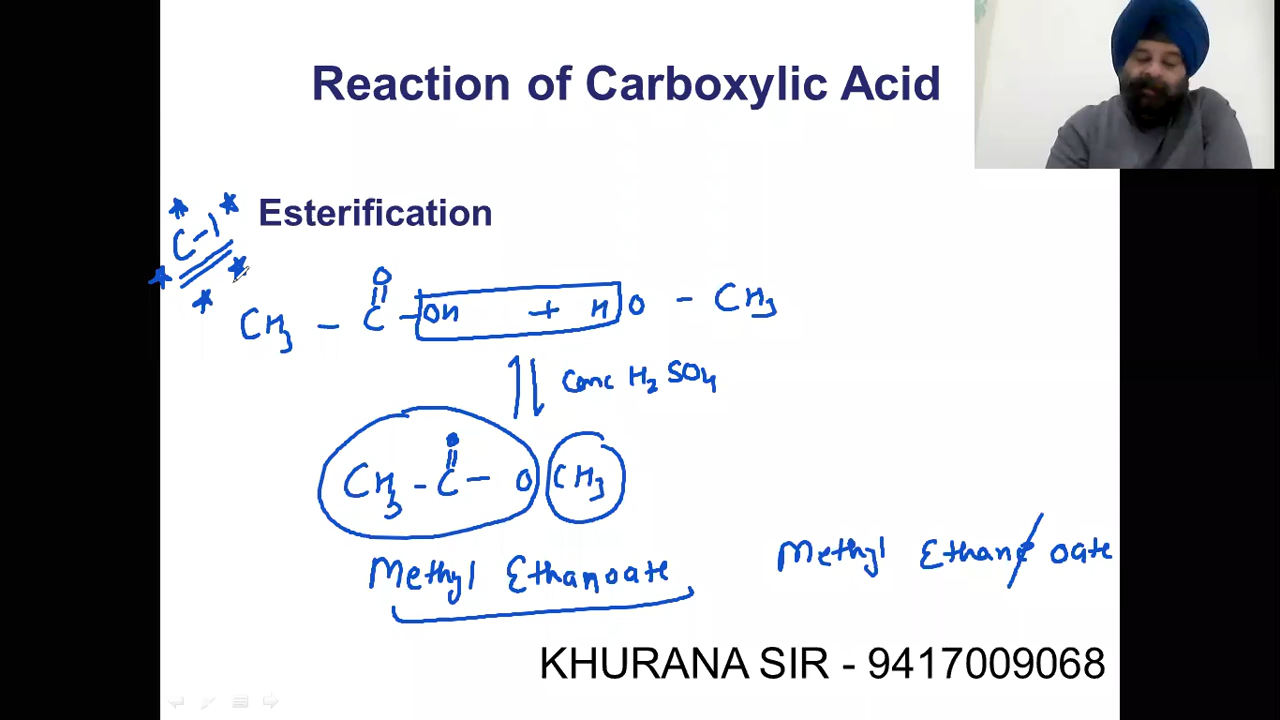 Reaction of Carboxylic Acid
Esterification
C-1
O
CH3 - C - OH + HO - CH3
Conc H2SO4
CH3 - C - O CH3
Methyl Ethane oate
Methyl Ethanoate
KHURANA SIR - 9417009068